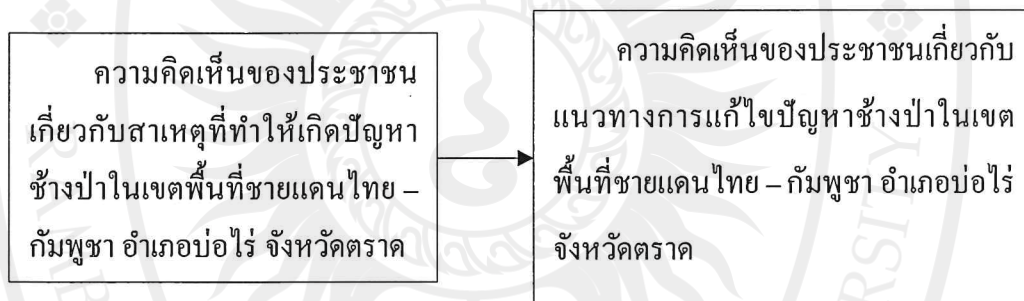 ความคิดเห็นของประชาชน
เกี่ยวกับสาเหตุที่ทำให้เกิดปัญหา
ช้างป่าในเขตพื้นที่ชายแดนไทย –
กัมพูชา อำเภอบ่อไร่ จังหวัดตราด
ความคิดเห็นของประชาชนเกี่ยวกับ
แนวทางการแก้ไขปัญหาช้างป่าในเขต
พื้นที่ชายแดนไทย – กัมพูชา อำเภอบ่อไร่
จังหวัดตราด